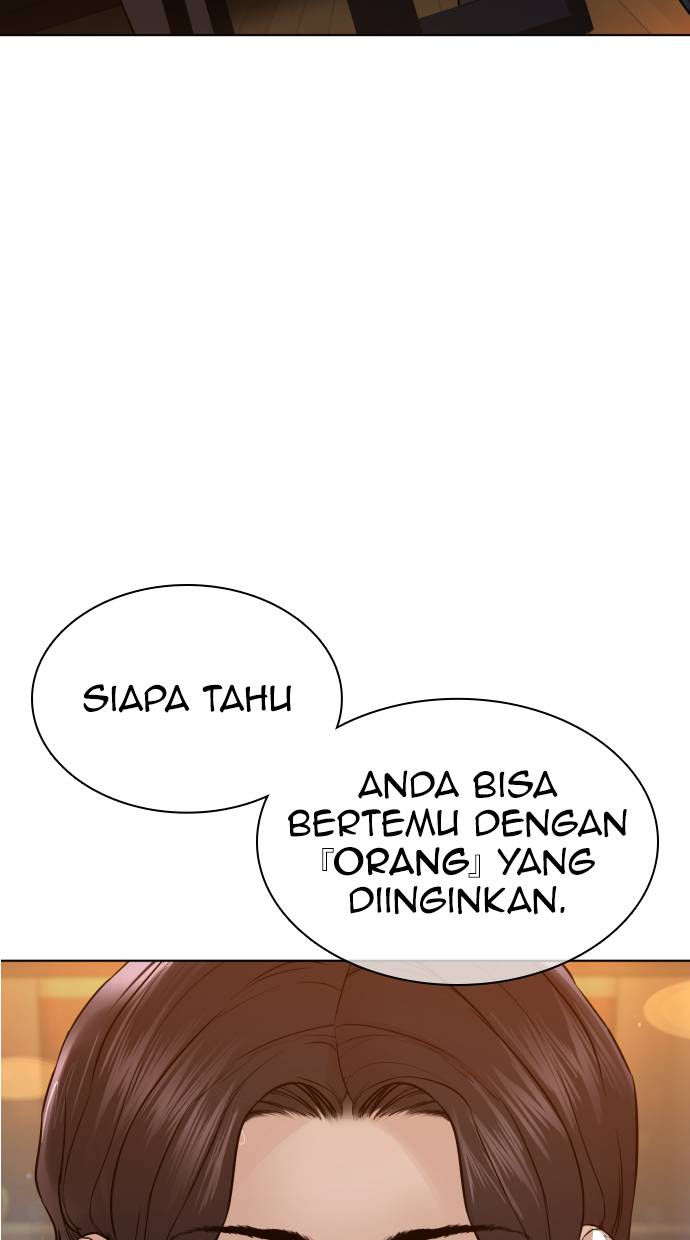 SIAPA TAHU
ANDA BISA
BERTEMU DENGAN
『ORANG』 YANG
DIINGINKAN.